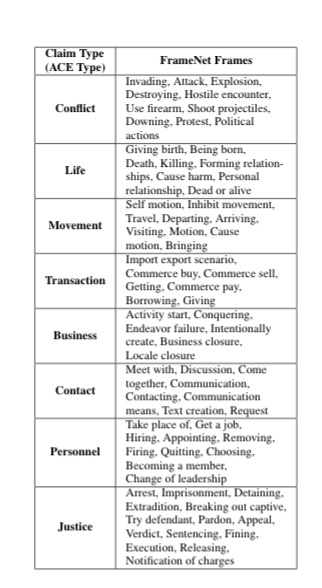 Claim Type
(ACE Type)
FrameNet Frames
Conflict
Invading, Attack, Explosion,
Destroying, Hostile encounter,
Use firearm, Shoot projectiles,
Downing, Protest, Political
actions
Life
Giving birth, Being born,
Death, Killing, Forming relation-
ships, Cause harm, Personal
relationship, Dead or alive
Movement
Self motion, Inhibit movement,
Travel, Departing, Arriving,
Visiting, Motion, Cause
motion, Bringing
Transaction
Import export scenario,
Commerce buy, Commerce sell,
Getting, Commerce pay,
Borrowing, Giving
Business
Activity start, Conquering,
Endeavor failure, Intentionally
create, Business closure,
Locale closure
Contact
Meet with, Discussion, Come
together, Communication,
Contacting, Communication
means, Text creation, Request
Personnel
Take place of, Get a job,
Hiring, Appointing, Removing,
Firing, Quitting, Choosing,
Becoming a member,
Change of leadership
Justice
Arrest, Imprisonment, Detaining,
Extradition, Breaking out captive,
Try defendant, Pardon, Appeal,
Verdict, Sentencing, Fining,
Execution, Releasing,
Notification of charges